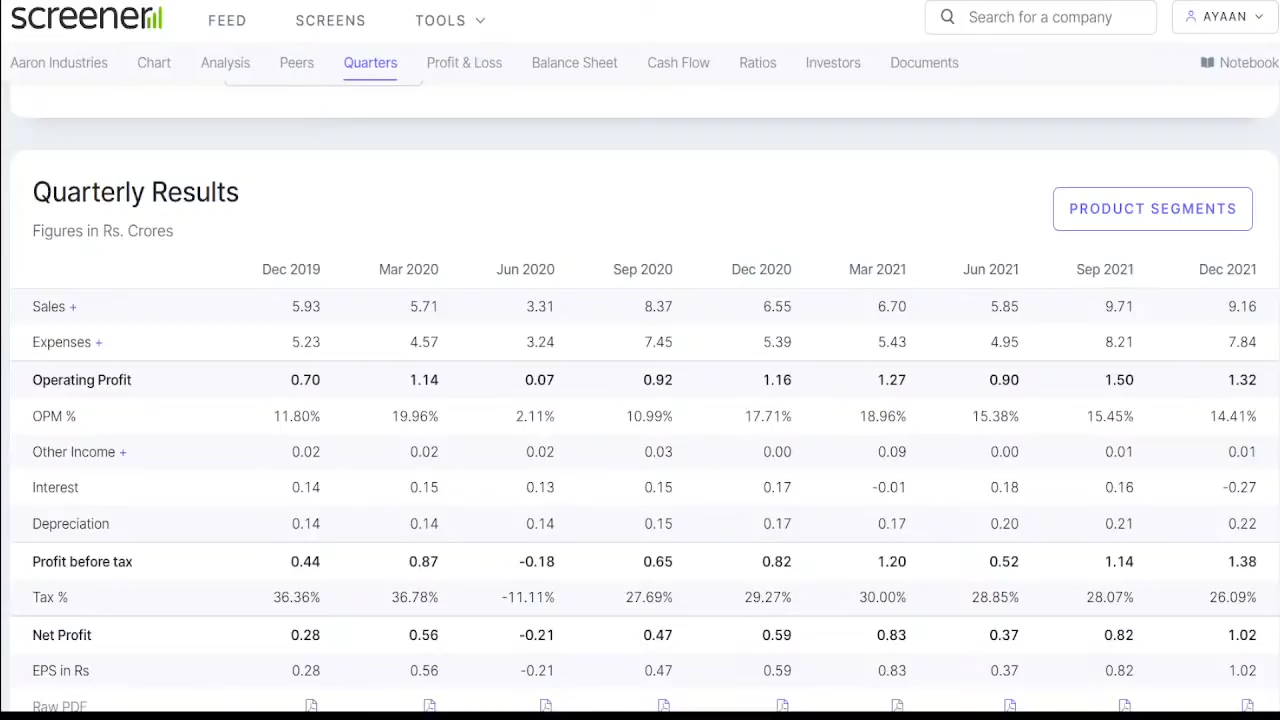 screener FEED SCREENS TOOLS Search for a company AYAAN
Aaron Industries Chart Analysis Peers Quarters Profit & Loss Balance Sheet Cash Flow Ratios Investors Documents Notebook
Quarterly Results
PRODUCT SEGMENTS
Figures in Rs. Crores
Dec 2019 Mar 2020 Jun 2020 Sep 2020 Dec 2020 Mar 2021 Jun 2021 Sep 2021 Dec 2021
Sales + 5.93 5.71 3.31 8.37 6.55 6.70 5.85 9.71 9.16
Expenses + 5.23 4.57 3.24 7.45 5.39 5.43 4.95 8.21 7.84
Operating Profit 0.70 1.14 0.07 0.92 1.16 1.27 0.90 1.50 1.32
OPM % 11.80% 19.96% 2.11% 10.99% 17.71% 18.96% 15.38% 15.45% 14.41%
Other Income + 0.02 0.02 0.02 0.03 0.00 0.09 0.00 0.01 0.01
Interest 0.14 0.15 0.13 0.15 0.17 -0.01 0.18 0.16 -0.27
Depreciation 0.14 0.14 0.14 0.15 0.17 0.17 0.20 0.21 0.22
Profit before tax 0.44 0.87 -0.18 0.65 0.82 1.20 0.52 1.14 1.38
Tax % 36.36% 36.78% -11.11% 27.69% 29.27% 30.00% 28.85% 28.07% 26.09%
Net Profit 0.28 0.56 -0.21 0.47 0.59 0.83 0.37 0.82 1.02
EPS in Rs 0.28 0.56 -0.21 0.47 0.59 0.83 0.37 0.82 1.02
Raw PDF